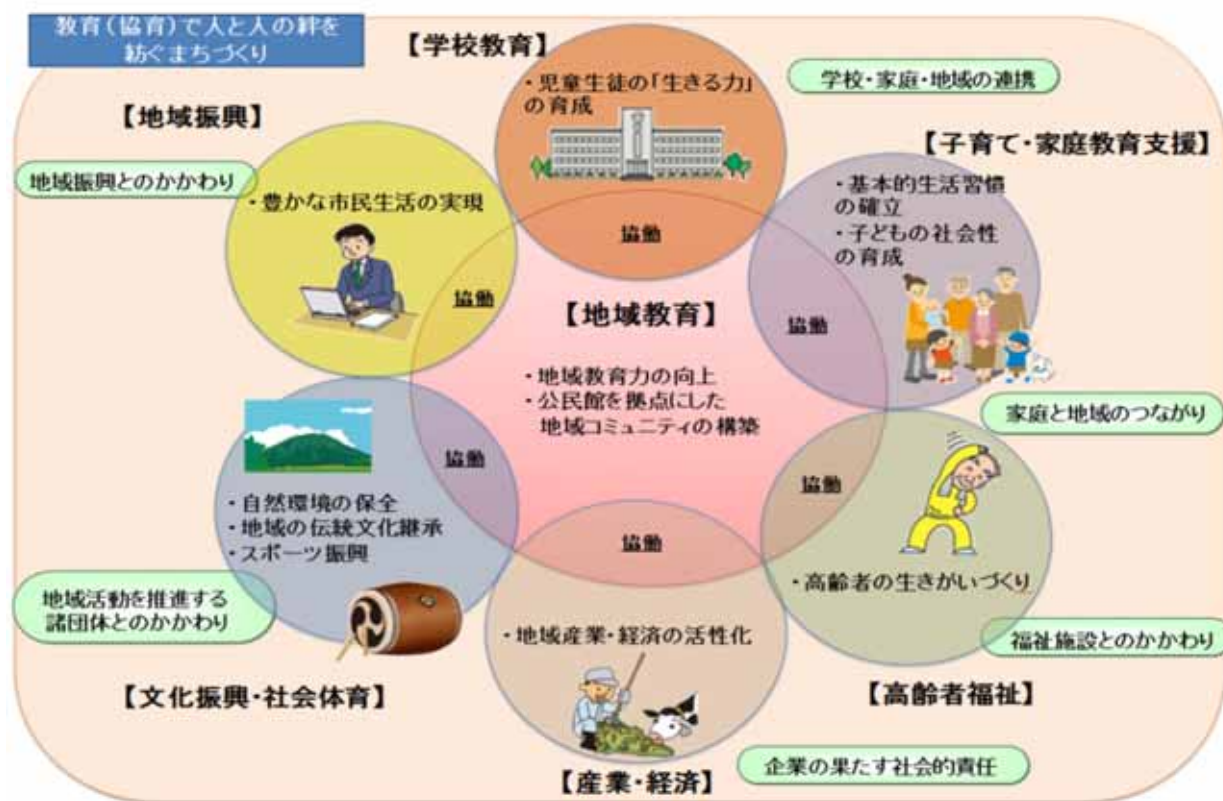 教育(協育)で人と人の絆を
紡ぐまちづくり
【学校教育】
・児童生徒の「生きる力」
の育成
協働
学校・家庭・地域の連携
【地域振興】
地域振興とのかかわり
・豊かな市民生活の実現
協働
【子育て・家庭教育支援】
・基本的生活習慣
の確立
・子どもの社会性
の育成
協働
家庭と地域のつながり
【地域教育】
・地域教育力の向上
・公民館を拠点にした
地域コミュニティの構築
協働
・自然環境の保全
・地域の伝統文化継承
・スポーツ振興
地域活動を推進する
諸団体とのかかわり
【文化振興・社会体育】
協働
・高齢者の生きがいづくり
福祉施設とのかかわり
【高齢者福祉】
協働
・地域産業・経済の活性化
【産業・経済】
企業の果たす社会的責任